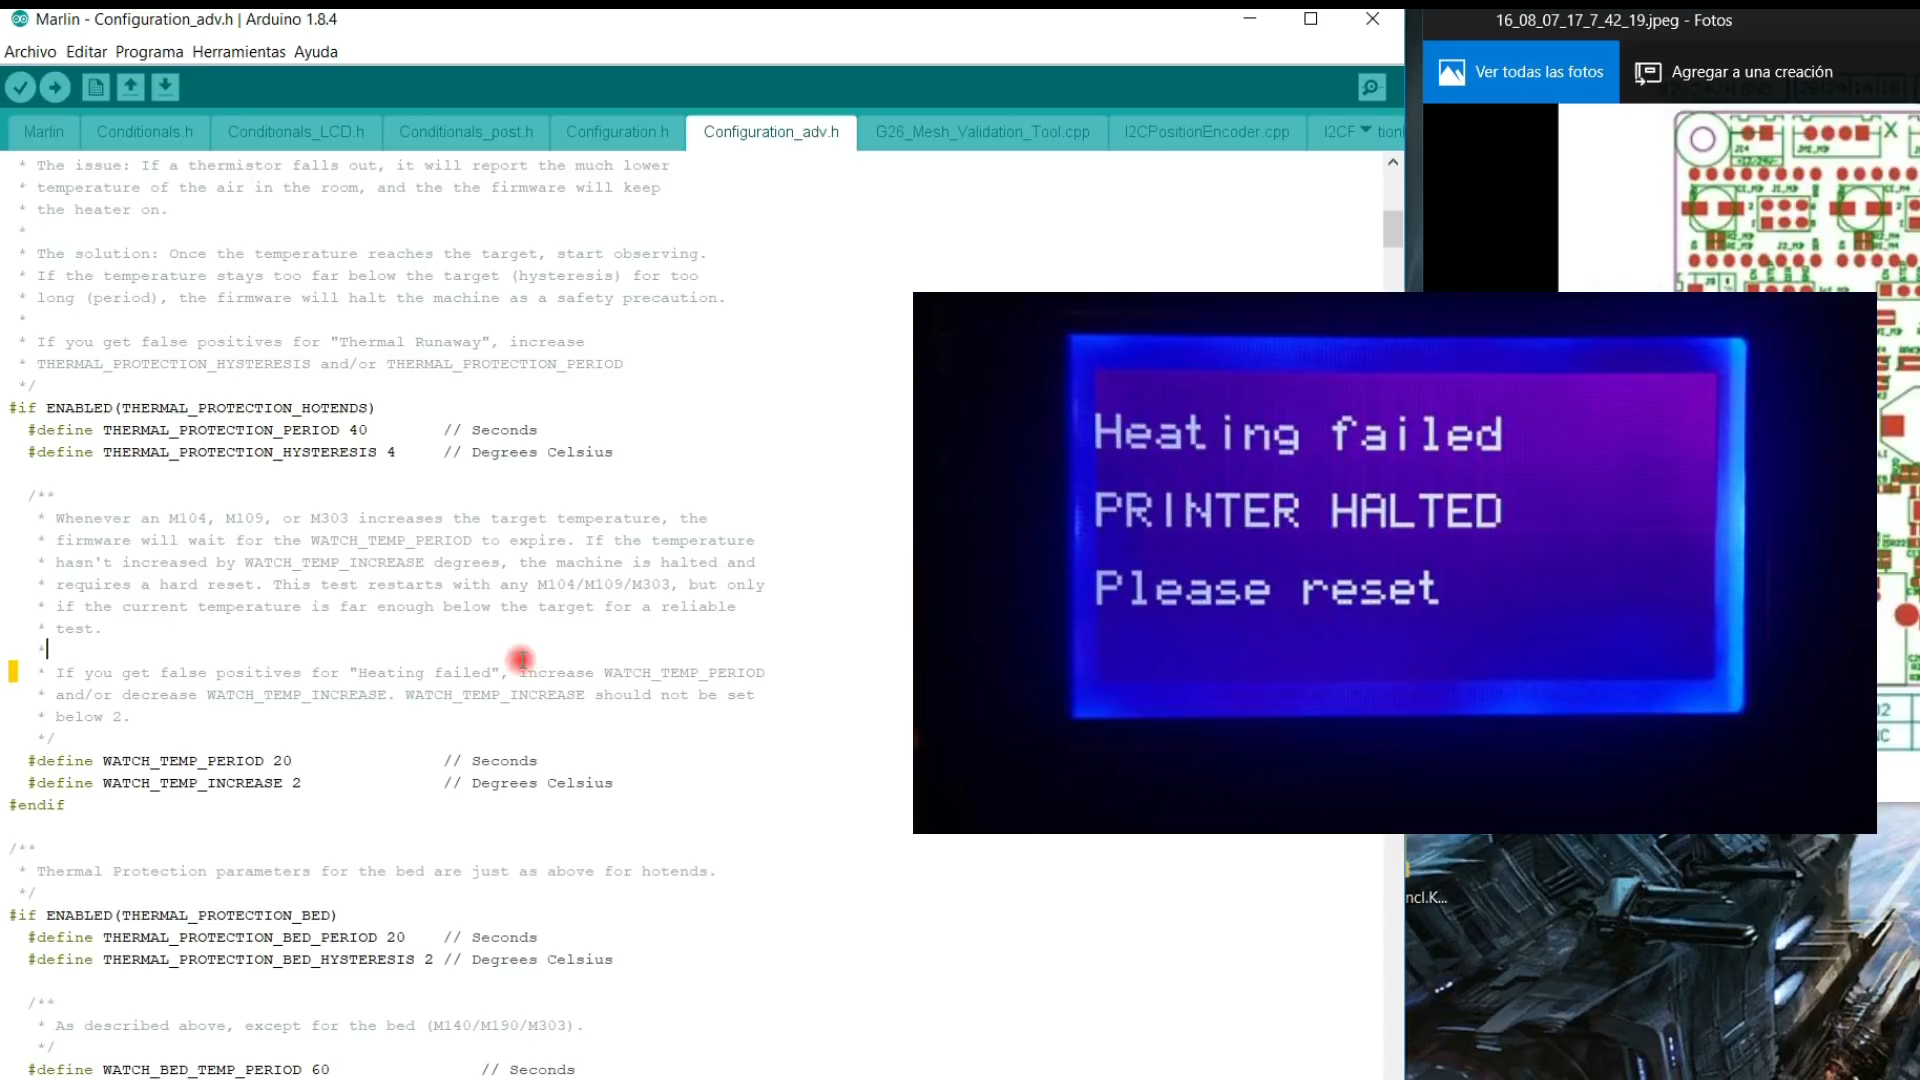 Marlin - Configuration_adv.h | Arduino 1.8.4
Archivo Editar Programa Herramientas Ayuda
Marlin Conditionals.h Conditionals_LCD.h Conditionals_post.h Configuration.h Configuration_adv.h G26_Mesh_Validation_Tool.cpp I2CPositionEncoder.cpp I2CF tionl
* The issue: If a thermistor falls out, it will report the much lower
* temperature of the air in the room, and the the firmware will keep
* the heater on.
*
* The solution: Once the temperature reaches the target, start observing.
* If the temperature stays too far below the target (hysteresis) for too
* long (period), the firmware will halt the machine as a safety precaution.
*
* If you get false positives for "Thermal Runaway", increase
* THERMAL_PROTECTION_HYSTERESIS and/or THERMAL_PROTECTION_PERIOD
*/
#if ENABLED(THERMAL_PROTECTION_HOTENDS)
#define THERMAL_PROTECTION_PERIOD 40 // Seconds
#define THERMAL_PROTECTION_HYSTERESIS 4 // Degrees Celsius
/**
* Whenever an M104, M109, or M303 increases the target temperature, the
* firmware will wait for the WATCH_TEMP_PERIOD to expire. If the temperature
* hasn't increased by WATCH_TEMP_INCREASE degrees, the machine is halted and
* requires a hard reset. This test restarts with any M104/M109/M303, but only
* if the current temperature is far enough below the target for a reliable
* test.
*
* If you get false positives for "Heating failed", increase WATCH_TEMP_PERIOD
* and/or decrease WATCH_TEMP_INCREASE. WATCH_TEMP_INCREASE should not be set
* below 2.
*/
#define WATCH_TEMP_PERIOD 20 // Seconds
#define WATCH_TEMP_INCREASE 2 // Degrees Celsius
#endif
/**
* Thermal Protection parameters for the bed are just as above for hotends.
*/
#if ENABLED(THERMAL_PROTECTION_BED)
#define THERMAL_PROTECTION_BED_PERIOD 20 // Seconds
#define THERMAL_PROTECTION_BED_HYSTERESIS 2 // Degrees Celsius
/**
* As described above, except for the bed (M140/M190/M303).
*/
#define WATCH_BED_TEMP_PERIOD 60 // Seconds
16_08_07_17_7_42_19.jpeg - Fotos
Ver todas las fotos Agregar a una creación
Heating failed
PRINTER HALTED
Please reset
ncl.K...